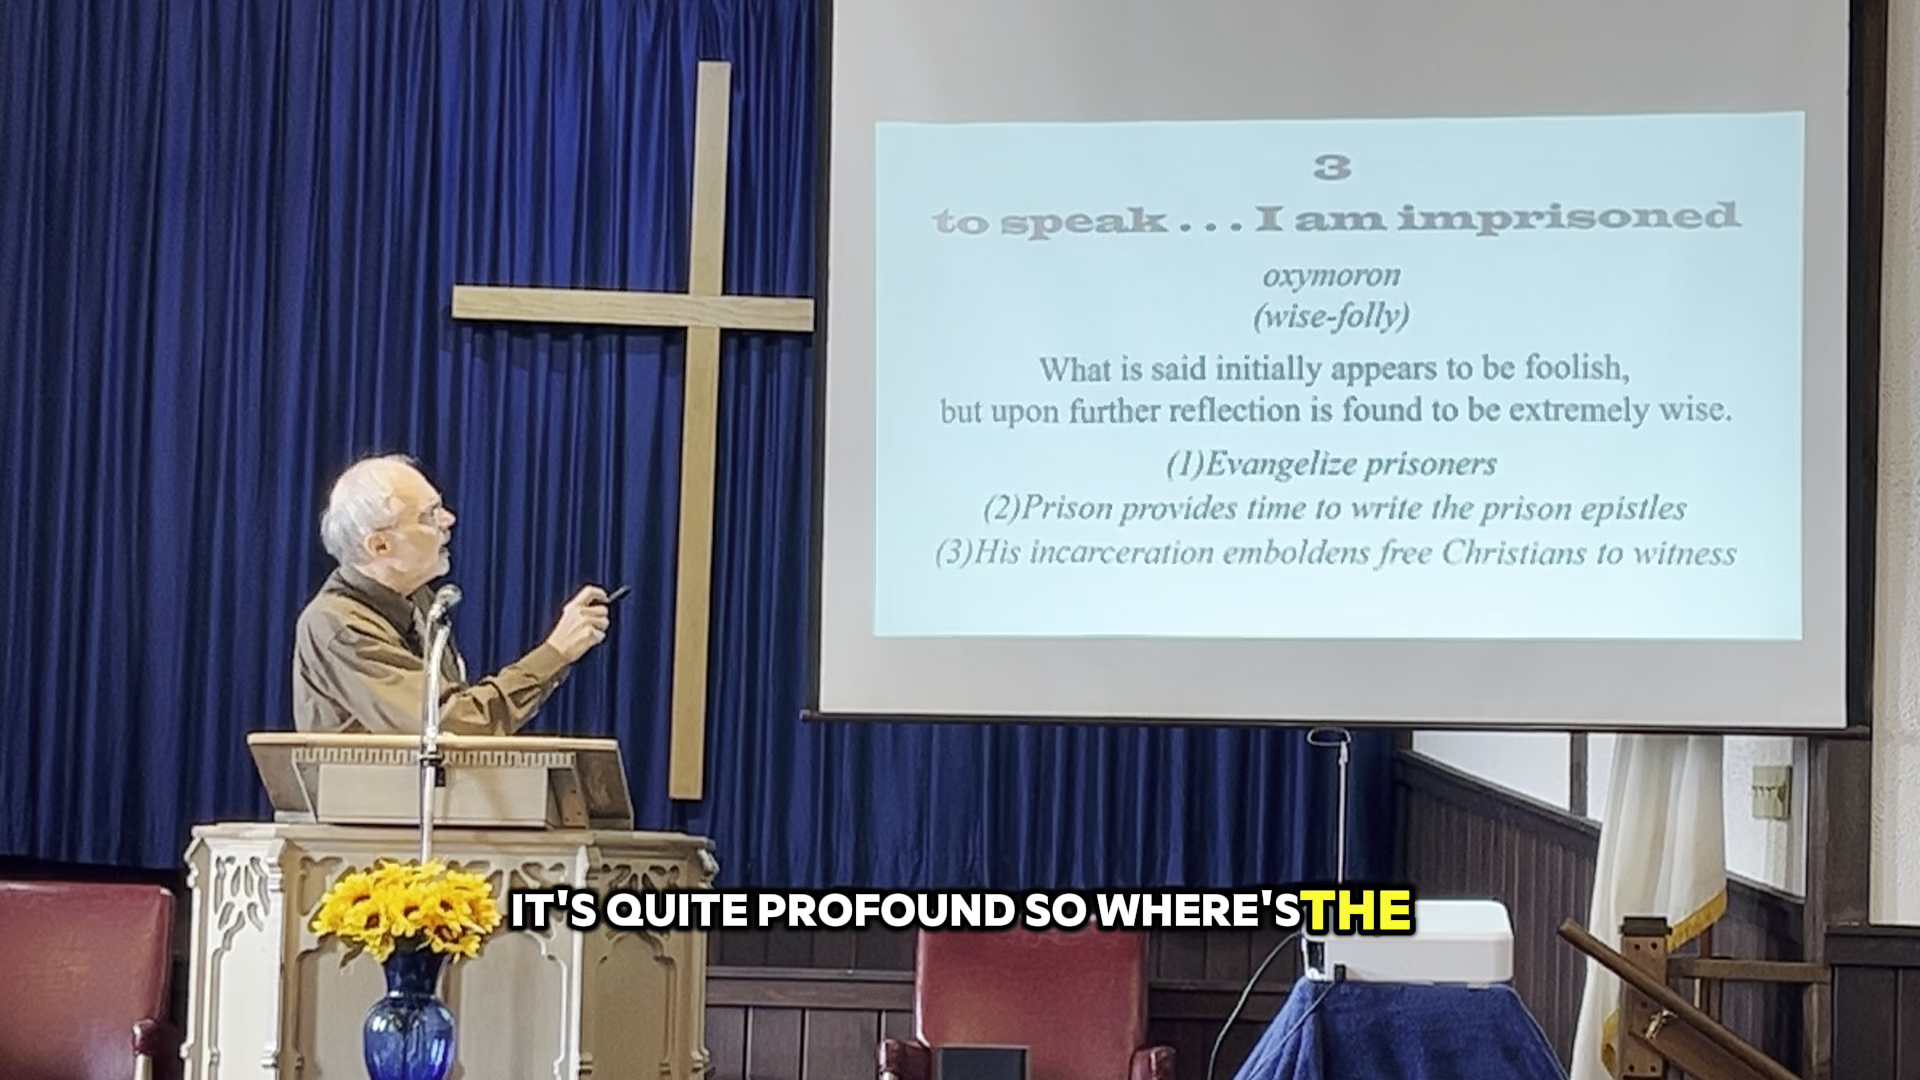 3
to speak . . . I am imprisoned
oxymoron
(wise-folly)
What is said initially appears to be foolish,
but upon further reflection is found to be extremely wise.
(1)Evangelize prisoners
(2)Prison provides time to write the prison epistles
(3)His incarceration emboldens free Christians to witness
IT'S QUITE PROFOUND SO WHERE'S THE